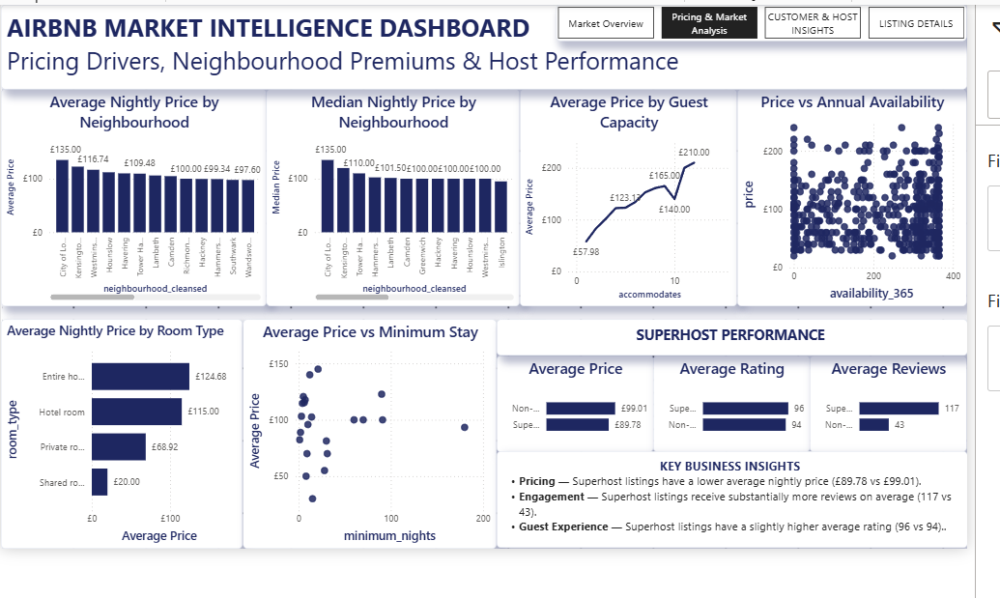 AIRBNB MARKET INTELLIGENCE DASHBOARD
Pricing Drivers, Neighbourhood Premiums & Host Performance
Market Overview
Pricing & Market
Analysis
CUSTOMER & HOST
INSIGHTS
LISTING DETAILS
Average Nightly Price by
Neighbourhood
Average Price
£100
£0
£135.00
£116.74
£109.48
£100.00
£99.34
£97.60
City of Lo...
Kensingto...
Westmins...
Hounslow
Havering
Tower Ha...
Lambeth
Camden
Richmon...
Hackney
Hammers...
Southwark
Wandswo...
neighbourhood_cleansed
Median Nightly Price by
Neighbourhood
Median Price
£100
£0
£135.00
£110.00
£101.50
£100.00
£100.00
£100.00
City of Lo...
Kensingto...
Tower Ha...
Hammers...
Lambeth
Camden
Greenwich
Hackney
Havering
Hounslow
Westmins...
Islington
neighbourhood_cleansed
Average Price by Guest
Capacity
Average Price
£200
£100
£0
£57.98
£165.00
£140.00
£210.00
0
10
accommodates
Price vs Annual Availability
price
£200
£100
£0
0
200
400
availability_365
Fi
Fi
Average Nightly Price by Room Type
room_type
Entire ho...
£124.68
Hotel room
£115.00
Private ro...
£68.92
Shared ro...
£20.00
£0
£100
Average Price
Average Price vs Minimum Stay
Average Price
£150
£100
£50
0
100
200
minimum_nights
SUPERHOST PERFORMANCE
Average Price
Non-...
£99.01
Supe...
£89.78
Average Rating
Supe...
96
Non-...
94
Average Reviews
Supe...
117
Non-...
43
KEY BUSINESS INSIGHTS
• Pricing — Superhost listings have a lower average nightly price (£89.78 vs £99.01).
• Engagement — Superhost listings receive substantially more reviews on average (117 vs
43).
• Guest Experience — Superhost listings have a slightly higher average rating (96 vs 94)..